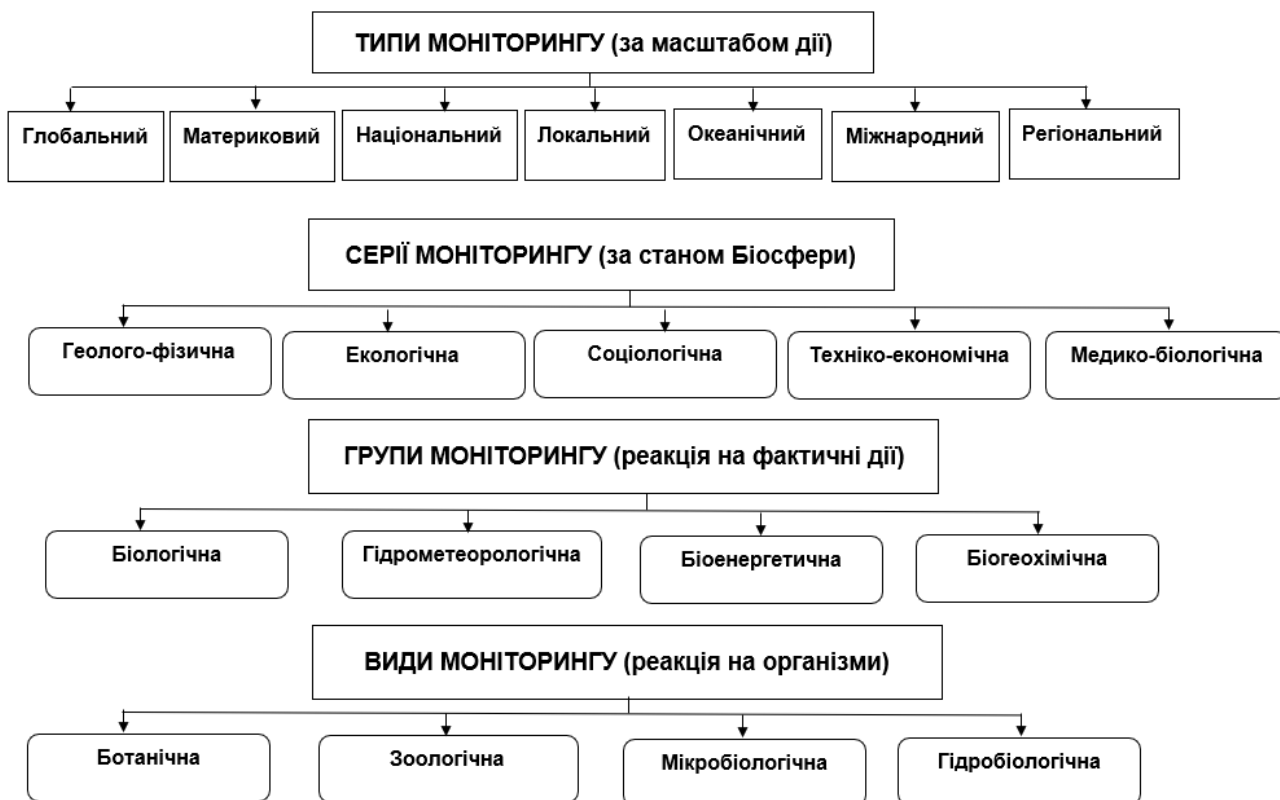 ТИПИ МОНІТОРИНГУ (за масштабом дії)
Глобальний
Материковий
Національний
Локальний
Океанічний
Міжнародний
Регіональний
СЕРІЇ МОНІТОРИНГУ (за станом Біосфери)
Геолого-фізична
Екологічна
Соціологічна
Техніко-економічна
Медико-біологічна
ГРУПИ МОНІТОРИНГУ (реакція на фактичні дії)
Біологічна
Гідрометеорологічна
Біоенергетична
Біогеохімічна
ВИДИ МОНІТОРИНГУ (реакція на організми)
Ботанічна
Зоологічна
Мікробіологічна
Гідробіологічна